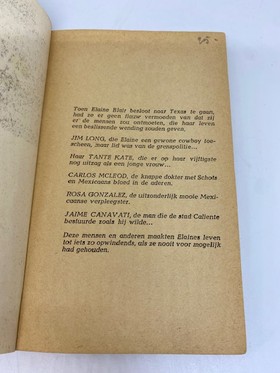 Toen Elaine Blair besloot naar Texas te gaan,
had ze er geen flauw vermoeden van dat zij
er de mensen zou ontmoeten, die haar leven
een beslissende wending zouden geven.
JIM LONG, die Elaine een gewone cowboy toe-
scheen, maar lid was van de grenspolitie...
Haar TANTE KATE, die er op haar vijftigste
nog uitzag als een jonge vrouw...
CARLOS MCLEOD, de knappe dokter met Schots
en Mexicaans bloed in de aderen.
ROSA GONZALEZ, de uitzonderlijk mooie Mexi-
caanse verpleegster.
JAIME CANAVATI, de man die de stad Caliente
bestuurde zoals hij wilde...
Deze mensen en anderen maakten Elaines leven
tot iets zo opwindends, als ze nooit voor mogelijk
had gehouden.